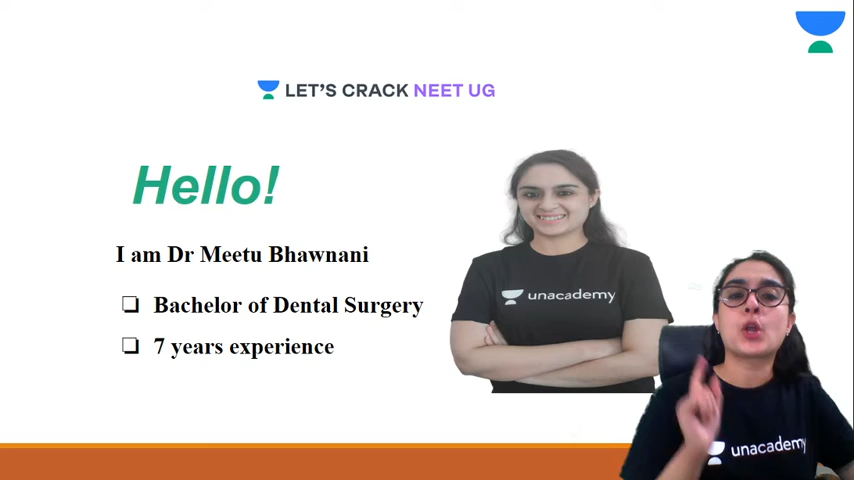 LET'S CRACK NEET UG
Hello!
I am Dr Meetu Bhawnani
Bachelor of Dental Surgery
7 years experience
unacademy
unacademy